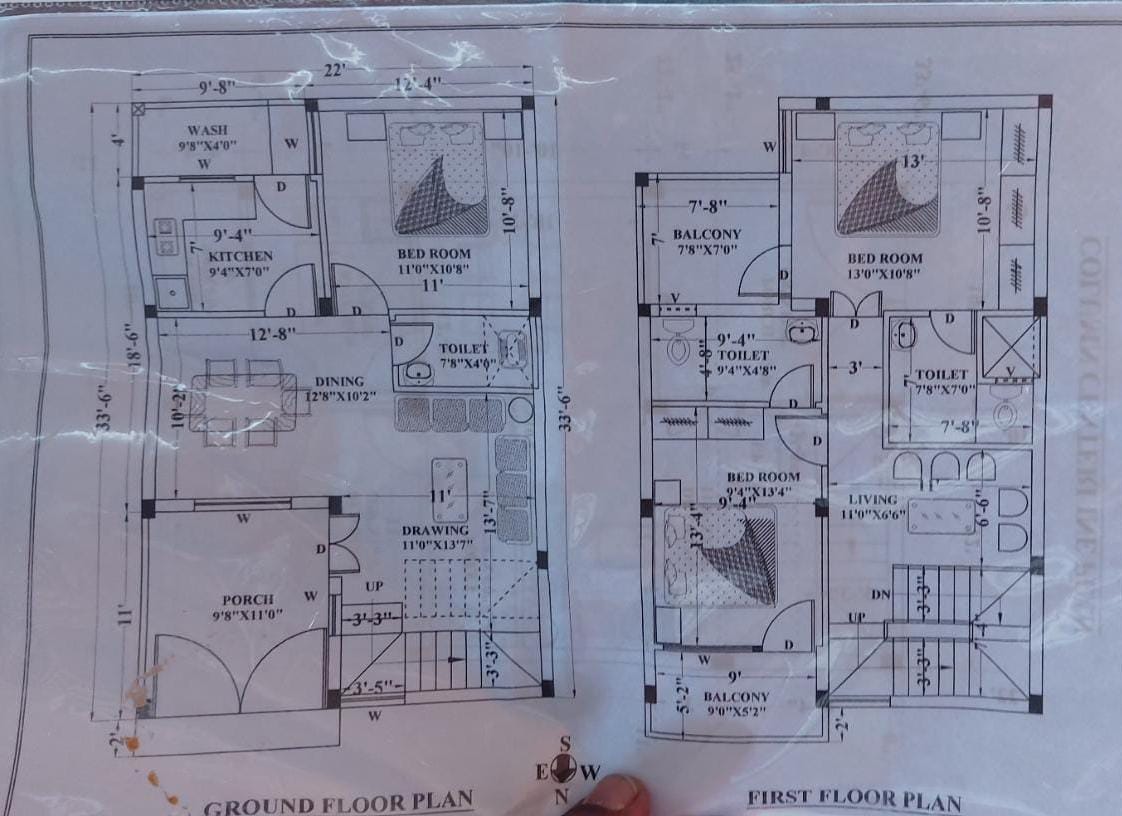 22'
9'-8"
12'-4"
4'
WASH
9'8"X4'0"
W
W
D
9'-4"
7'
KITCHEN
9'4"X7'0"
D
10'-8"
BED ROOM
11'0"X10'8"
11'
D
12'-8"
D
TOILET
7'8"X4'0"
18'-6"
33'-6"
10'-2"
DINING
12'8"X10'2"
33'-6"
W
11'
13'-7"
DRAWING
11'0"X13'7"
D
UP
W
PORCH
9'8"X11'0"
11'
3'-3"
3'-3"
3'-5"
W
2'
GROUND FLOOR PLAN
S
E W
N
W
13'
7'-8"
7'
BALCONY
7'8"X7'0"
10'-8"
BED ROOM
13'0"X10'8"
D
V
D
D
9'-4"
4'-8"
TOILET
9'4"X4'8"
3'
D
7'
TOILET
7'8"X7'0"
V
7'-8"
D
BED ROOM
9'4"X13'4"
9'-4"
13'-4"
LIVING
11'0"X6'6"
6'-6"
DN
3'-3"
UP
7'-4"
3'-3"
D
W
9'
5'-2"
BALCONY
9'0"X5'2"
2'
FIRST FLOOR PLAN